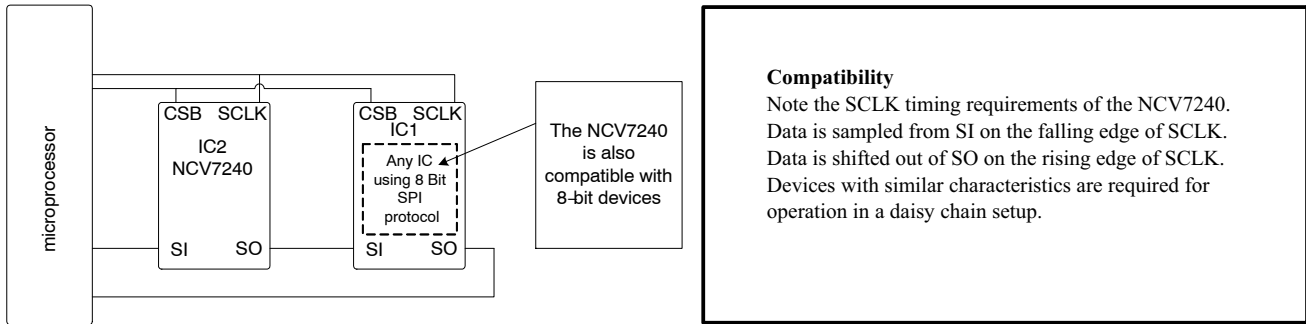 microprocessor
CSB SCLK
IC2
NCV7240
SI SO
CSB SCLK
IC1
Any IC
using 8 Bit
SPI
protocol
SI SO
The NCV7240
is also
compatible with
8-bit devices
Compatibility
Note the SCLK timing requirements of the NCV7240.
Data is sampled from SI on the falling edge of SCLK.
Data is shifted out of SO on the rising edge of SCLK.
Devices with similar characteristics are required for
operation in a daisy chain setup.